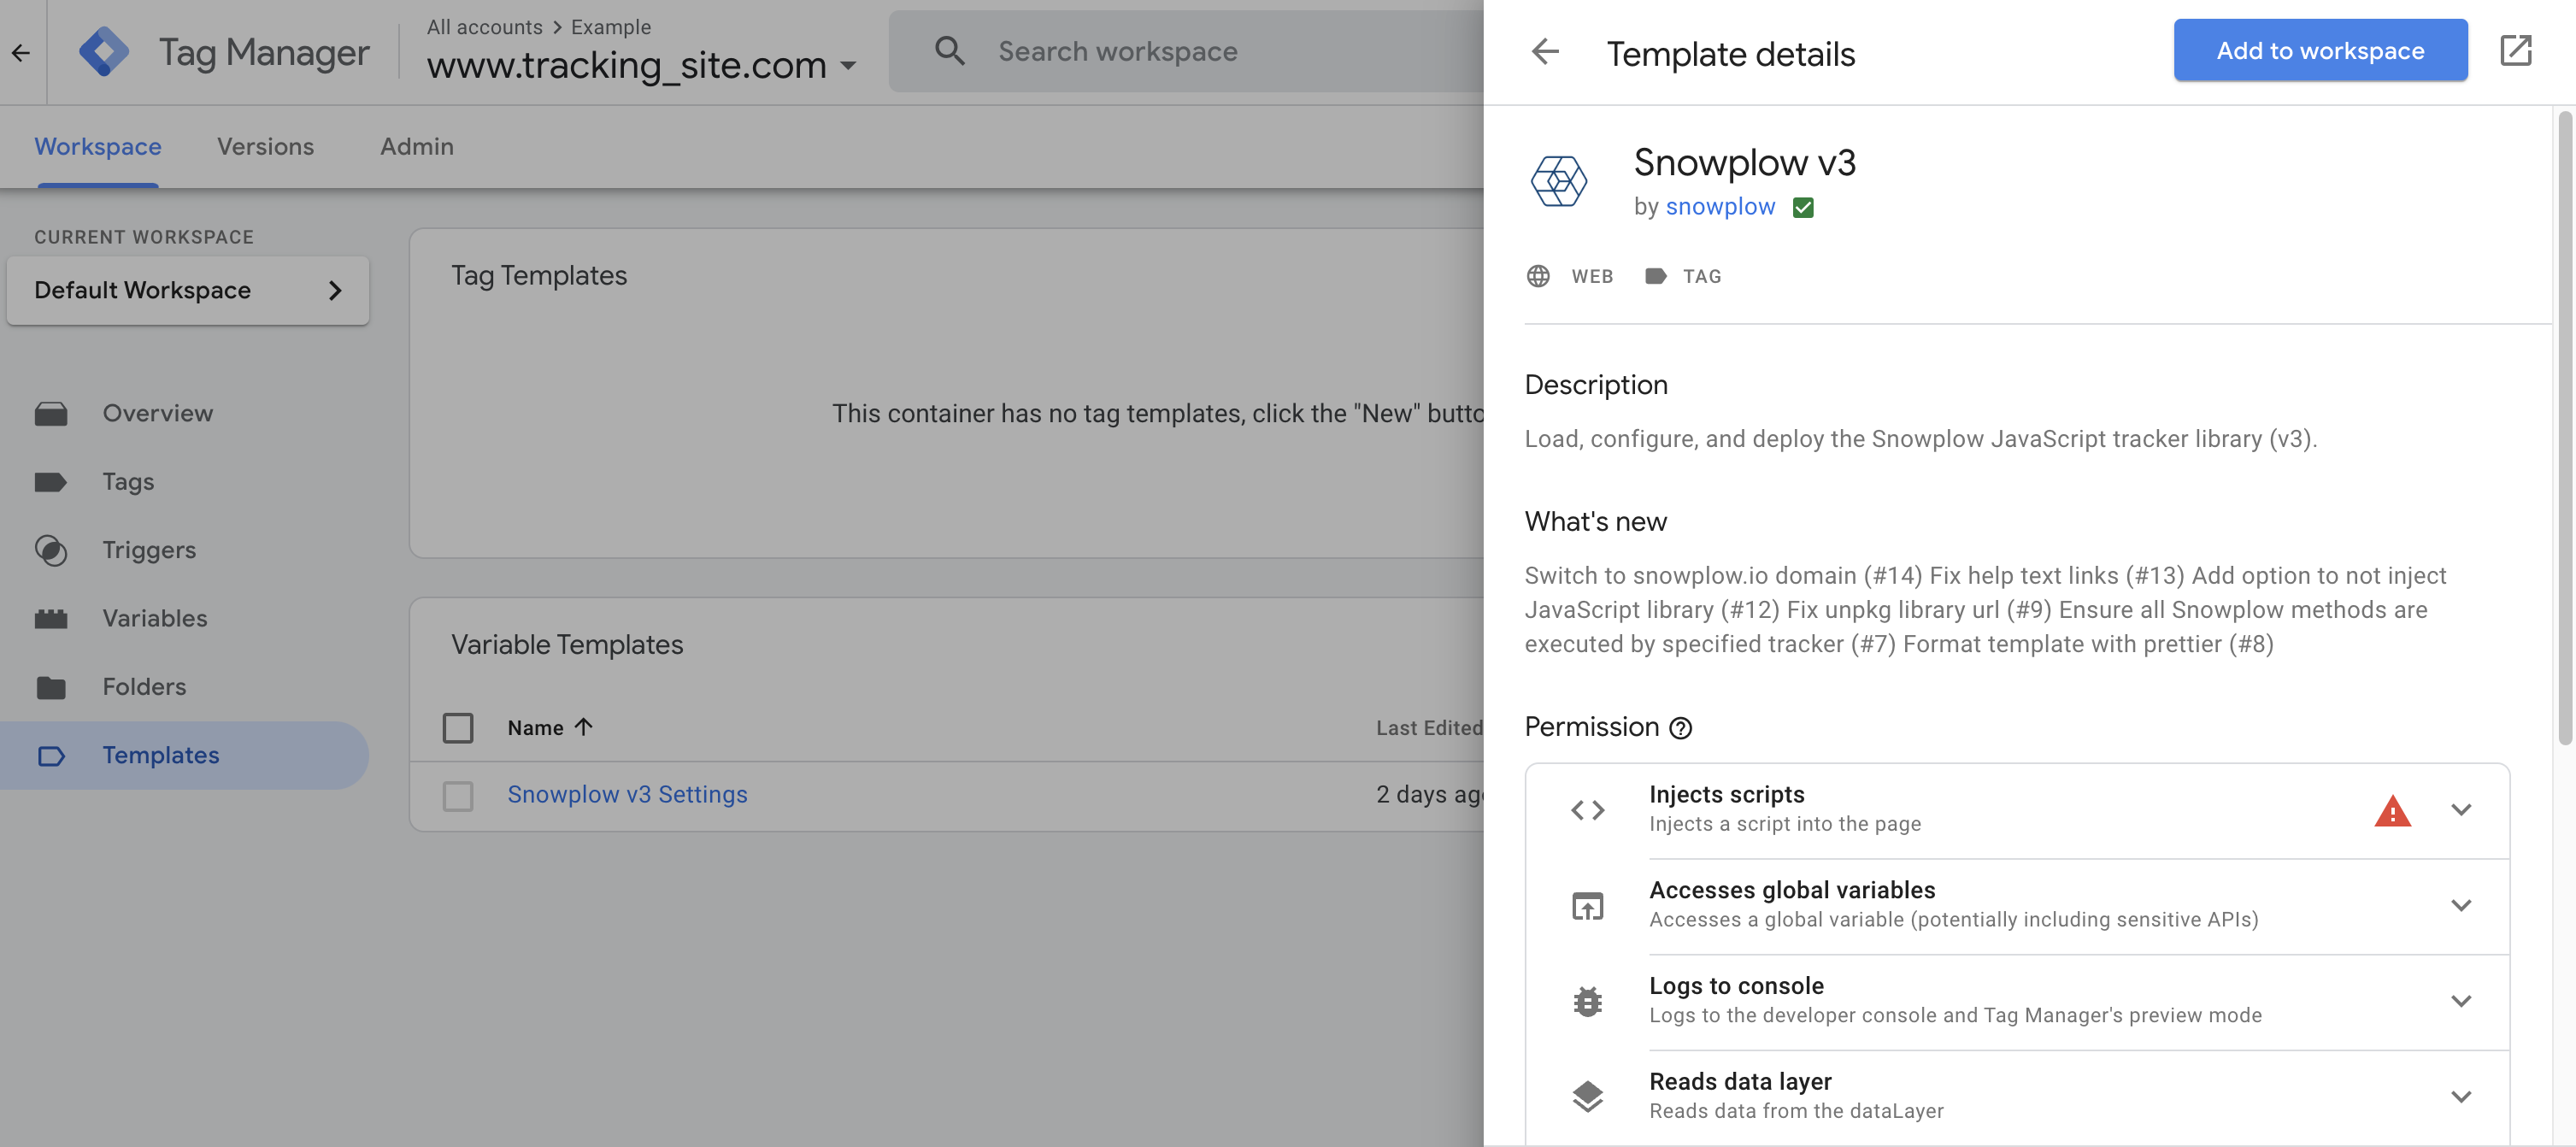 Tag Manager
All accounts > Example
www.tracking_site.com
Search workspace
Workspace
Versions
Admin
CURRENT WORKSPACE
Default Workspace
Overview
Tags
Triggers
Variables
Folders
Templates
Tag Templates
This container has no tag templates, click the "New" butto
Variable Templates
Name
Last Edited
Snowplow v3 Settings
2 days ago
Template details
Add to workspace
Snowplow v3
by snowplow
WEB
TAG
Description
Load, configure, and deploy the Snowplow JavaScript tracker library (v3).
What's new
Switch to snowplow.io domain (#14) Fix help text links (#13) Add option to not inject
JavaScript library (#12) Fix unpkg library url (#9) Ensure all Snowplow methods are
executed by specified tracker (#7) Format template with prettier (#8)
Permission
Injects scripts
Injects a script into the page
Accesses global variables
Accesses a global variable (potentially including sensitive APIs)
Logs to console
Logs to the developer console and Tag Manager's preview mode
Reads data layer
Reads data from the dataLayer